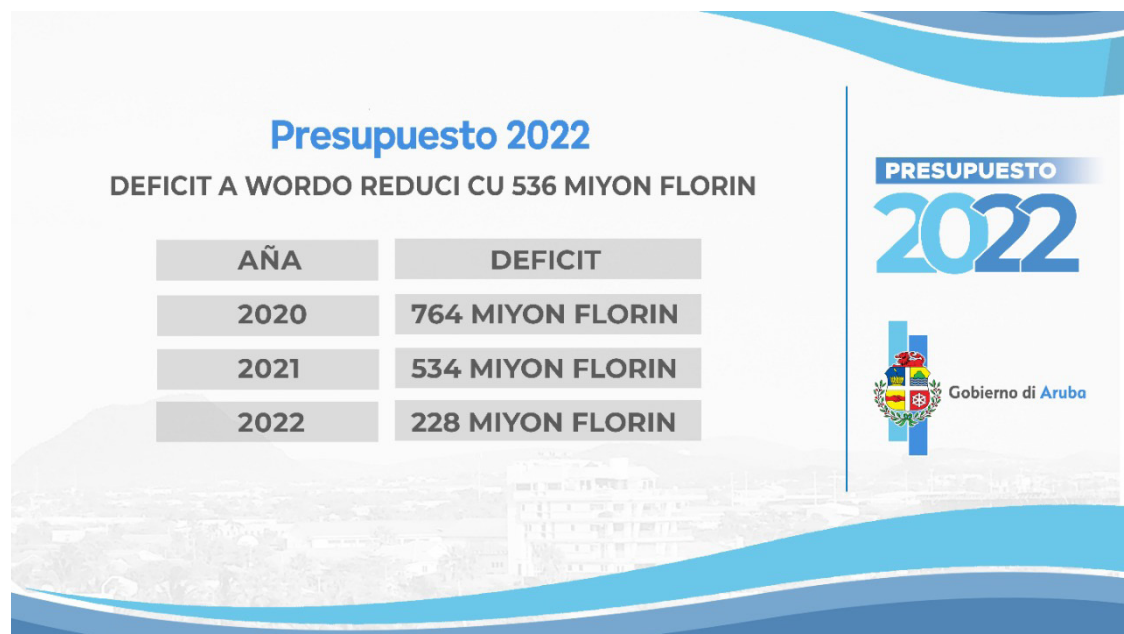 Presupuesto 2022
DEFICIT A WORDO REDUCI CU 536 MIYON FLORIN
AÑA DEFICIT
2020 764 MIYON FLORIN
2021 534 MIYON FLORIN
2022 228 MIYON FLORIN
PRESUPUESTO
2022
Gobierno di Aruba